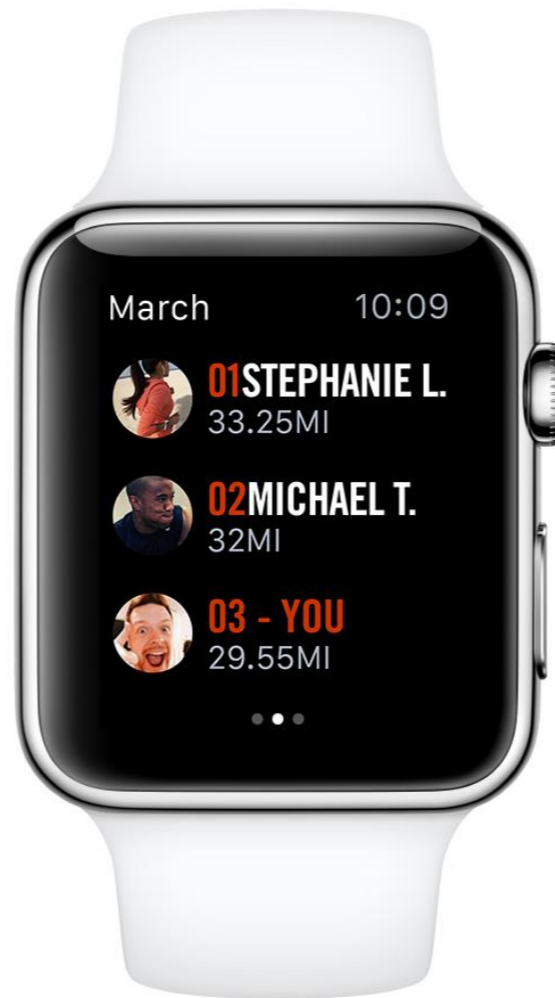 March 10:09
01STEPHANIE L.
33.25MI
02MICHAEL T.
32MI
03 - YOU
29.55MI